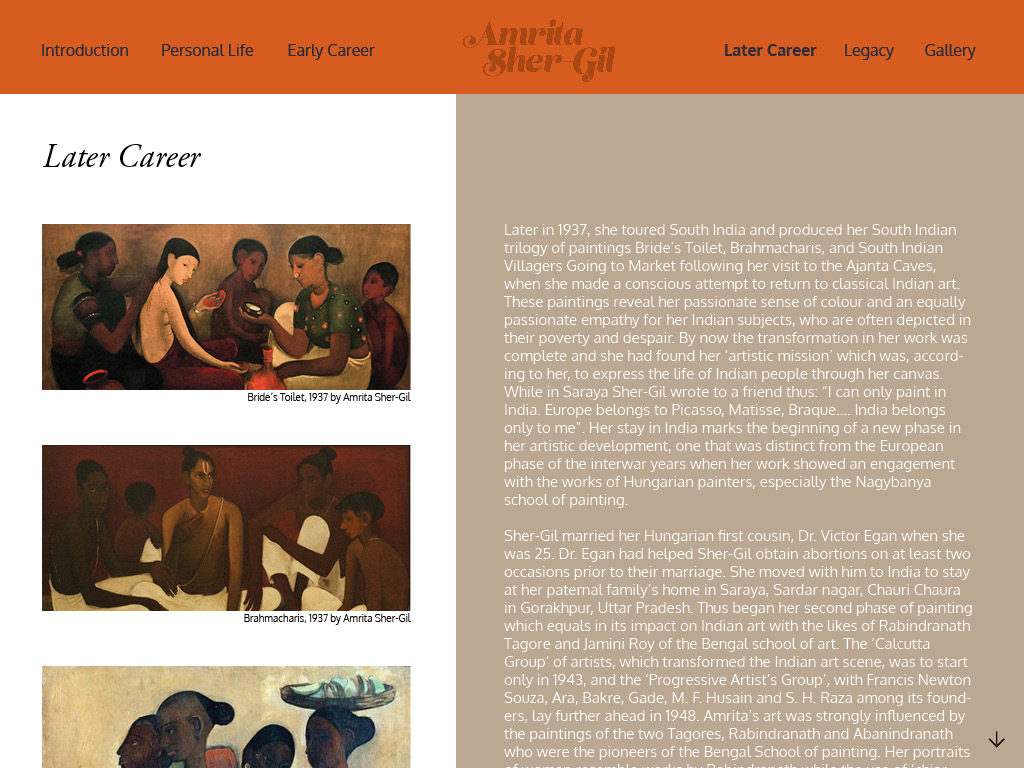 Introduction
Personal Life
Early Career
Amrita
Sher-Gil
Later Career
Legacy
Gallery
Later Career
Bride's Toilet, 1937 by Amrita Sher-Gil
Brahmacharis, 1937 by Amrita Sher-Gil
Later in 1937, she toured South India and produced her South Indian
trilogy of paintings Bride's Toilet, Brahmacharis, and South Indian
Villagers Going to Market following her visit to the Ajanta Caves,
when she made a conscious attempt to return to classical Indian art.
These paintings reveal her passionate sense of colour and an equally
passionate empathy for her Indian subjects, who are often depicted in
their poverty and despair. By now the transformation in her work was
complete and she had found her 'artistic mission' which was, accord-
ing to her, to express the life of Indian people through her canvas.
While in Saraya Sher-Gil wrote to a friend thus: "I can only paint in
India. Europe belongs to Picasso, Matisse, Braque.... India belongs
only to me". Her stay in India marks the beginning of a new phase in
her artistic development, one that was distinct from the European
phase of the interwar years when her work showed an engagement
with the works of Hungarian painters, especially the Nagybanya
school of painting.
Sher-Gil married her Hungarian first cousin, Dr. Victor Egan when she
was 25. Dr. Egan had helped Sher-Gil obtain abortions on at least two
occasions prior to their marriage. She moved with him to India to stay
at her paternal family's home in Saraya, Sardar nagar, Chauri Chaura
in Gorakhpur, Uttar Pradesh. Thus began her second phase of painting
which equals in its impact on Indian art with the likes of Rabindranath
Tagore and Jamini Roy of the Bengal school of art. The 'Calcutta
Group' of artists, which transformed the Indian art scene, was to start
only in 1943, and the 'Progressive Artist's Group', with Francis Newton
Souza, Ara, Bakre, Gade, M. F. Husain and S. H. Raza among its found-
ers, lay further ahead in 1948. Amrita's art was strongly influenced by
the paintings of the two Tagores, Rabindranath and Abanindranath
who were the pioneers of the Bengal School of painting. Her portraits
of women resemble works by Rabindranath while the use of 'chiar-